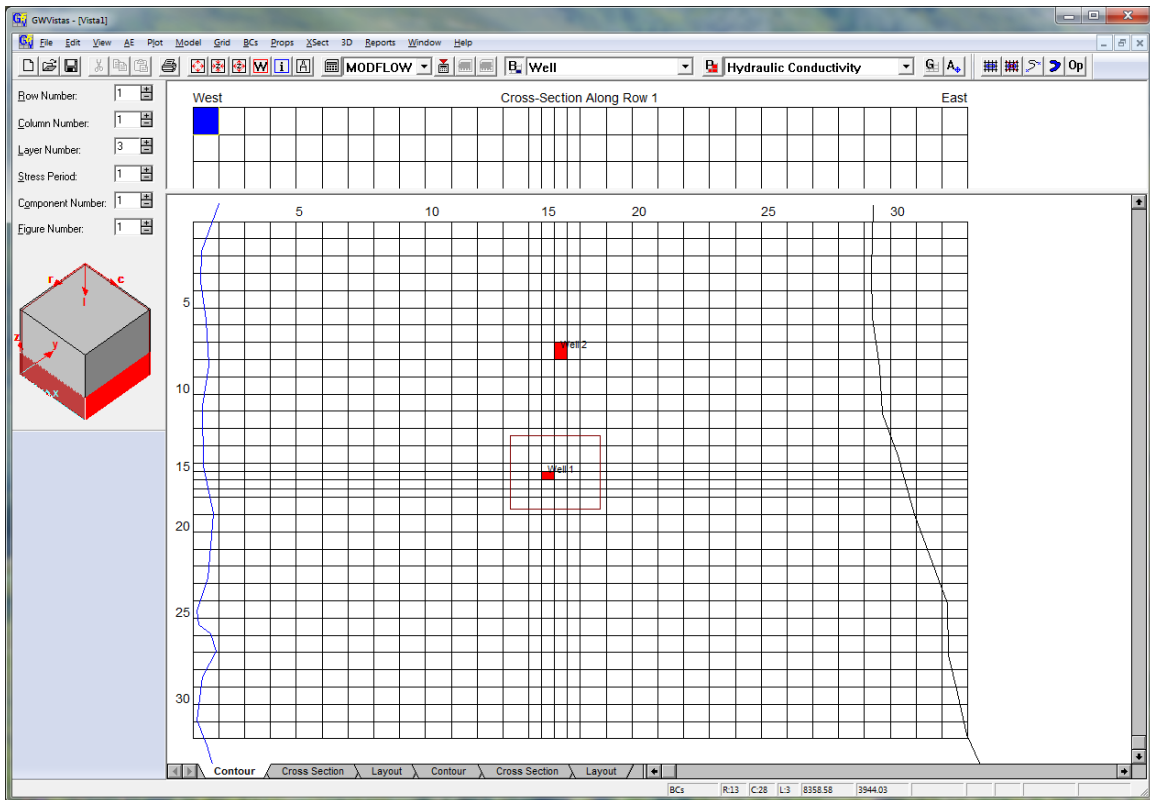 GWVistas - [Vista1]
File Edit View AE Plot Model Grid BCs Props XSect 3D Reports Window Help
W i A MODFLOW B Well P Hydraulic Conductivity G A Op
Row Number: 1
Column Number: 1
Layer Number: 3
Stress Period: 1
Component Number: 1
Figure Number: 1
r c
l
z y
x
West Cross-Section Along Row 1 East
5 10 15 20 25 30
5
Well 2
10
15 Well 1
20
25
30
Contour Cross Section Layout Contour Cross Section Layout
BCs R:13 C:28 L:3 8358.58 3944.03